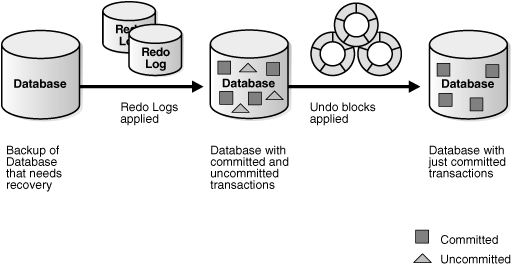 Redo
Lo
Redo
Log
Database
Database
Database
Redo Logs
applied
Undo blocks
applied
Backup of
Database
that needs
recovery
Database with
committed and
uncommitted
transactions
Database with
just committed
transactions
Committed
Uncommitted